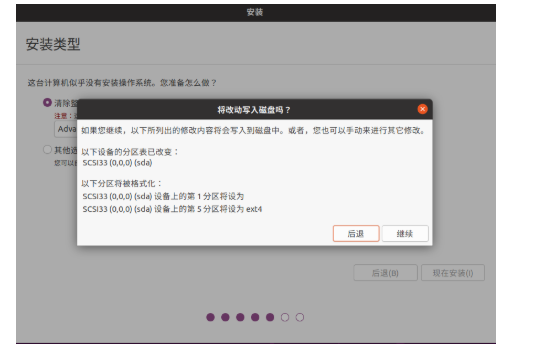 安装
安装类型
这台计算机似乎没有安装操作系统。您准备怎么做？
清除整
注意：
Adva
其他选
您可以
将改动写入磁盘吗？
如果您继续，以下所列出的修改内容将会写入到磁盘中。或者，您也可以手动来进行其它修改。
以下设备的分区表已改变：
SCSI33 (0,0,0) (sda)
以下分区将被格式化：
SCSI33 (0,0,0) (sda) 设备上的第 1 分区将设为
SCSI33 (0,0,0) (sda) 设备上的第 5 分区将设为 ext4
后退
继续
后退(B)
现在安装(I)